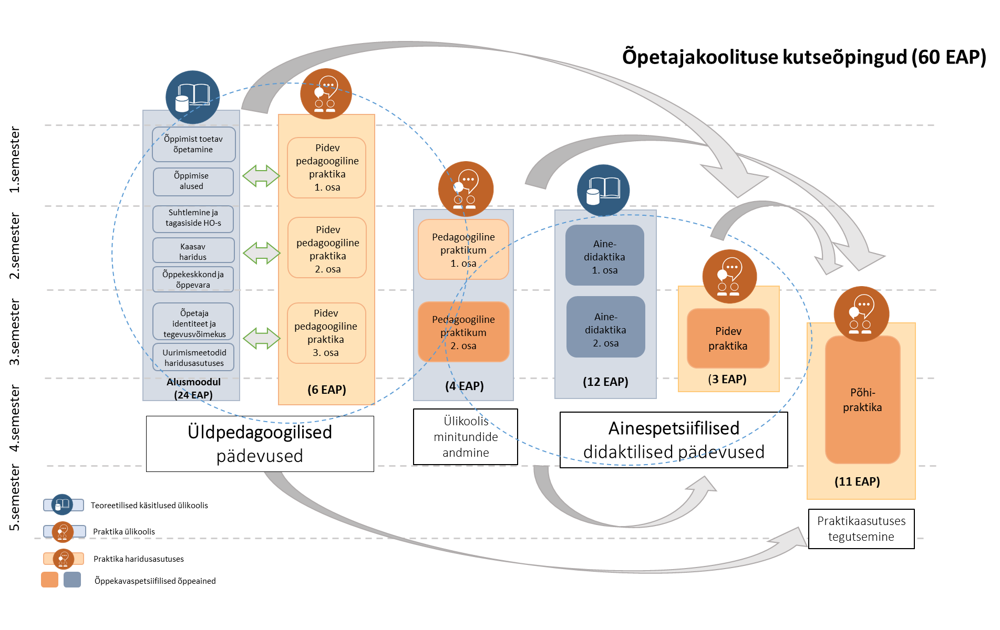 Õpetajakoolituse kutseõpingud (60 EAP)
1.semester
2.semester
3.semester
4.semester
5.semester
Õppimist toetav
õpetamine
Õppimise
alused
Suhtlemine ja
tagasiside HO-s
Kaasav
haridus
Õppekeskkond ja
õppevara
Õpetaja
identiteet ja
tegevusvõimekus
Uurimismeetodid
haridusasutuses
Alusmoodul
(24 EAP)
Pidev
pedagoogiline
praktika
1. osa
Pidev
pedagoogiline
praktika
2. osa
Pidev
pedagoogiline
praktika
3. osa
(6 EAP)
Üldpedagoogilised
pädevused
Pedagoogiline
praktikum
1. osa
Pedagoogiline
praktikum
2. osa
(4 EAP)
Ülikoolis
minitundide
andmine
Aine-
didaktika
1. osa
Aine-
didaktika
2. osa
(12 EAP)
Pidev
praktika
(3 EAP)
Ainespetsiifilised
didaktilised pädevused
Põhi-
praktika
(11 EAP)
Praktikaasutuses
tegutsemine
Teoreetilised käsitlused ülikoolis
Praktika ülikoolis
Praktika haridusasutuses
Õppekavaspetsiifilised õppeained